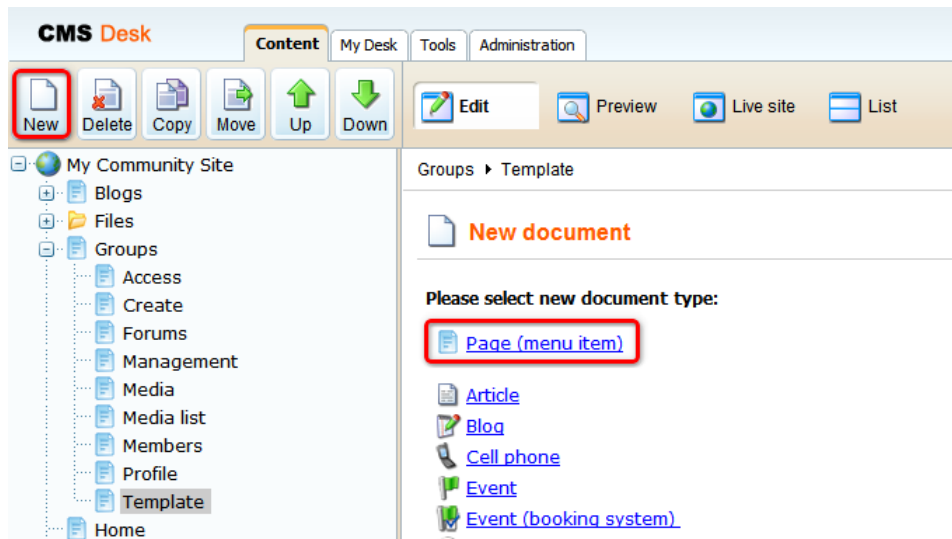 CMS Desk
Content My Desk Tools Administration
New Delete Copy Move Up Down Edit Preview Live site List
My Community Site
Blogs
Files
Groups
Access
Create
Forums
Management
Media
Media list
Members
Profile
Template
Home
Groups Template
New document
Please select new document type:
Page (menu item)
Article
Blog
Cell phone
Event
Event (booking system)